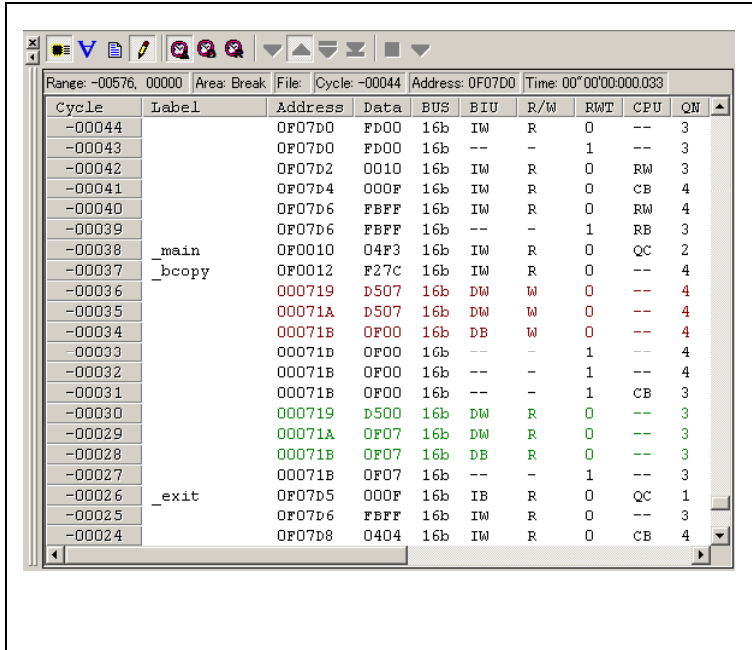 Range: -00576, 00000 Area: Break File: Cycle: -00044 Address: 0F07D0 Time: 00"00'00:000.033
Cycle Label Address Data BUS BIU R/W RWT CPU QN
-00044 0F07D0 FD00 16b IW R 0 -- 3
-00043 0F07D0 FD00 16b -- - 1 -- 3
-00042 0F07D2 0010 16b IW R 0 RW 3
-00041 0F07D4 000F 16b IW R 0 CB 4
-00040 0F07D6 FBFF 16b IW R 0 RW 4
-00039 0F07D6 FBFF 16b -- - 1 RB 3
-00038 _main 0F0010 04F3 16b IW R 0 QC 2
-00037 _bcopy 0F0012 F27C 16b IW R 0 -- 4
-00036 000719 D507 16b DW W 0 -- 4
-00035 00071A D507 16b DW W 0 -- 4
-00034 00071B 0F00 16b DB W 0 -- 4
-00033 00071B 0F00 16b -- - 1 -- 4
-00032 00071B 0F00 16b -- - 1 -- 4
-00031 00071B 0F00 16b -- - 1 CB 3
-00030 000719 D500 16b DW R 0 -- 3
-00029 00071A 0F07 16b DW R 0 -- 3
-00028 00071B 0F07 16b DB R 0 -- 3
-00027 00071B 0F07 16b -- - 1 -- 3
-00026 _exit 0F07D5 000F 16b IB R 0 QC 1
-00025 0F07D6 FBFF 16b IW R 0 -- 3
-00024 0F07D8 0404 16b IW R 0 CB 4